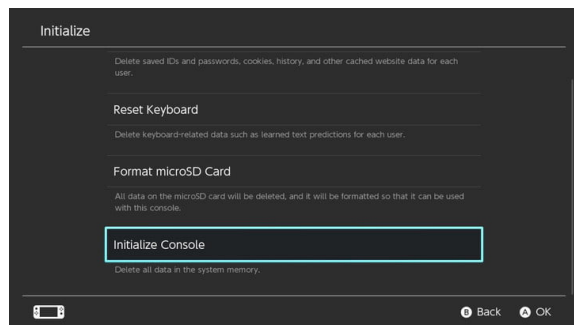 Initialize
Delete saved IDs and passwords, cookies, history, and other cached website data for each
user.
Reset Keyboard
Delete keyboard-related data such as learned text predictions for each user.
Format microSD Card
All data on the microSD card will be deleted, and it will be formatted so that it can be used
with this console.
Initialize Console
Delete all data in the system memory.
B Back A OK